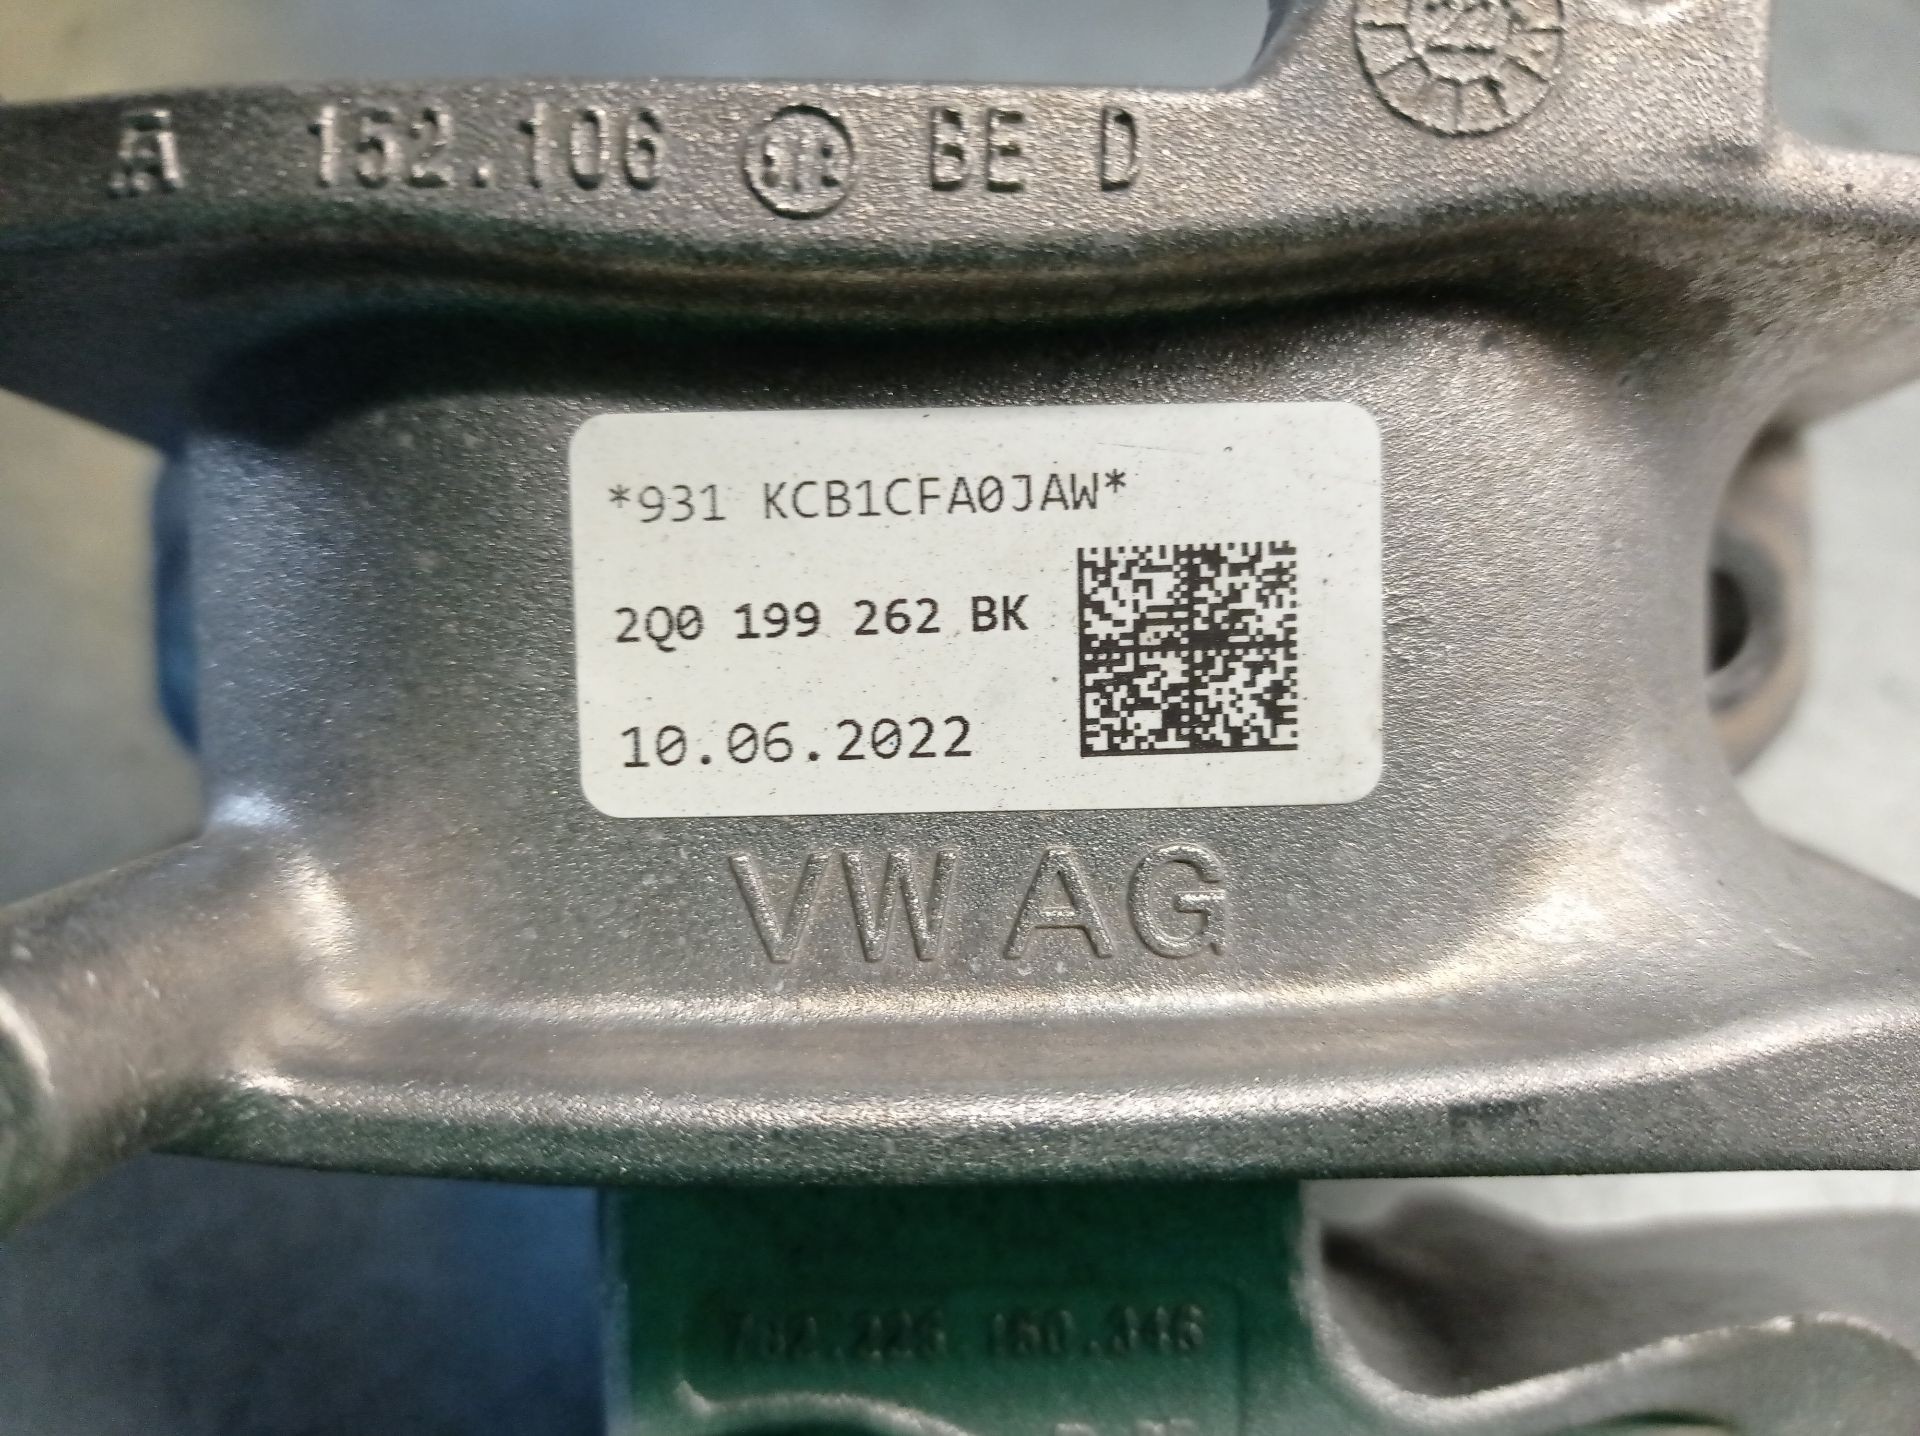 A 152.106 BE D
*931 KCB1CFA0JAW*
2Q0 199 262 BK
10.06.2022
VW AG